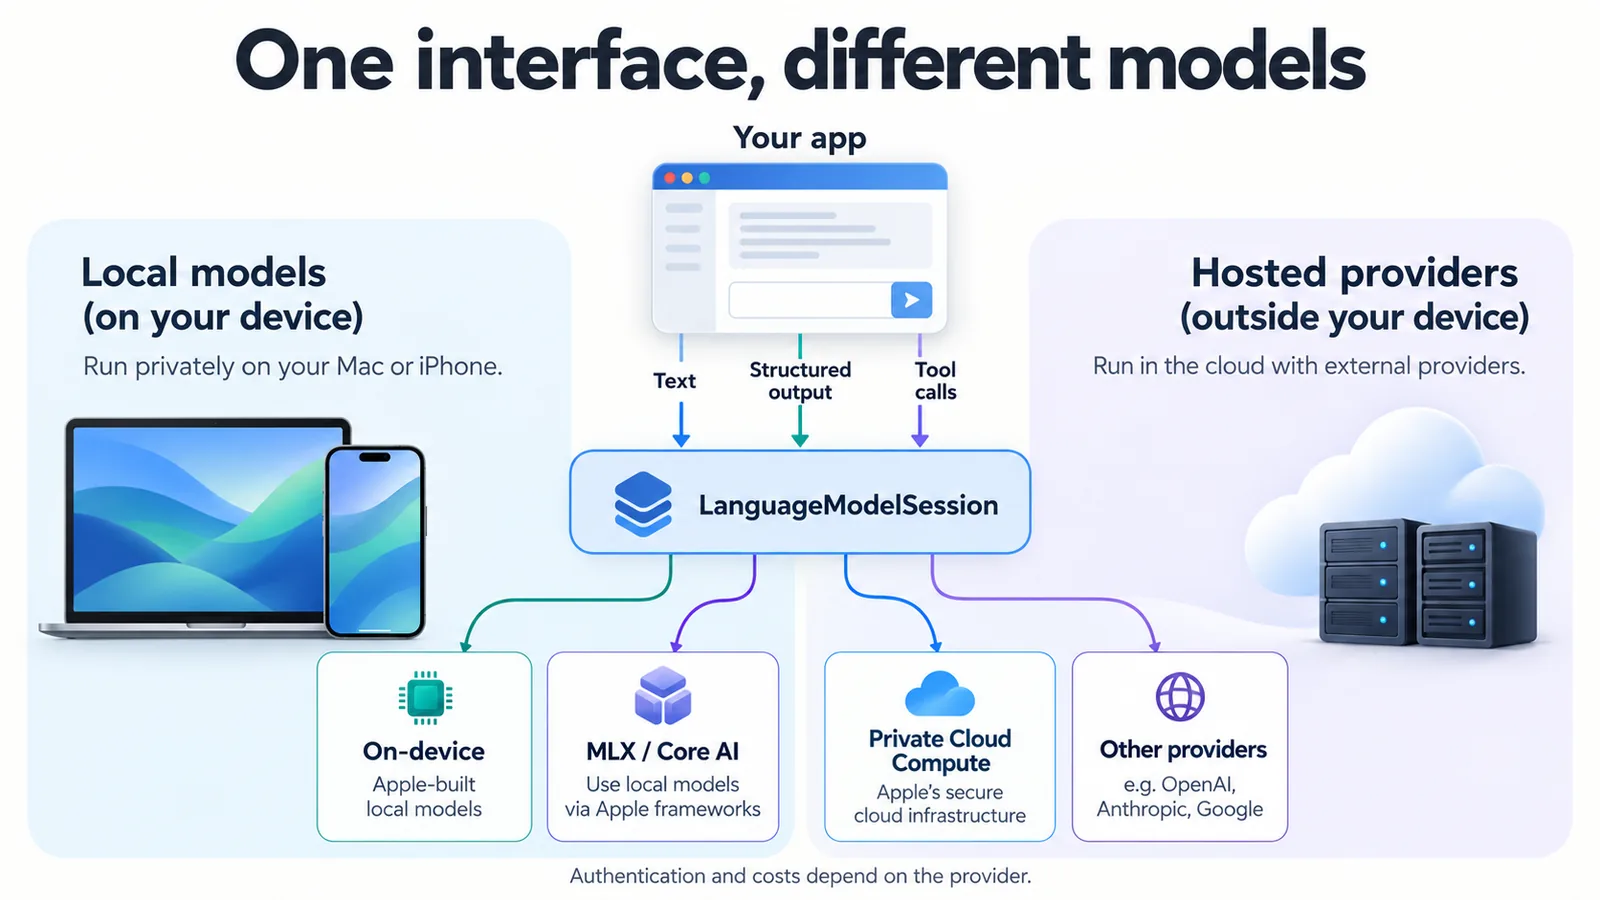 One interface, different models
Your app
Local models
(on your device)
Run privately on your Mac or iPhone.
Hosted providers
(outside your device)
Run in the cloud with external providers.
Text
Structured
output
Tool
calls
LanguageModelSession
On-device
Apple-built
local models
MLX / Core AI
Use local models
via Apple frameworks
Private Cloud
Compute
Apple's secure
cloud infrastructure
Other providers
e.g. OpenAI,
Anthropic, Google
Authentication and costs depend on the provider.